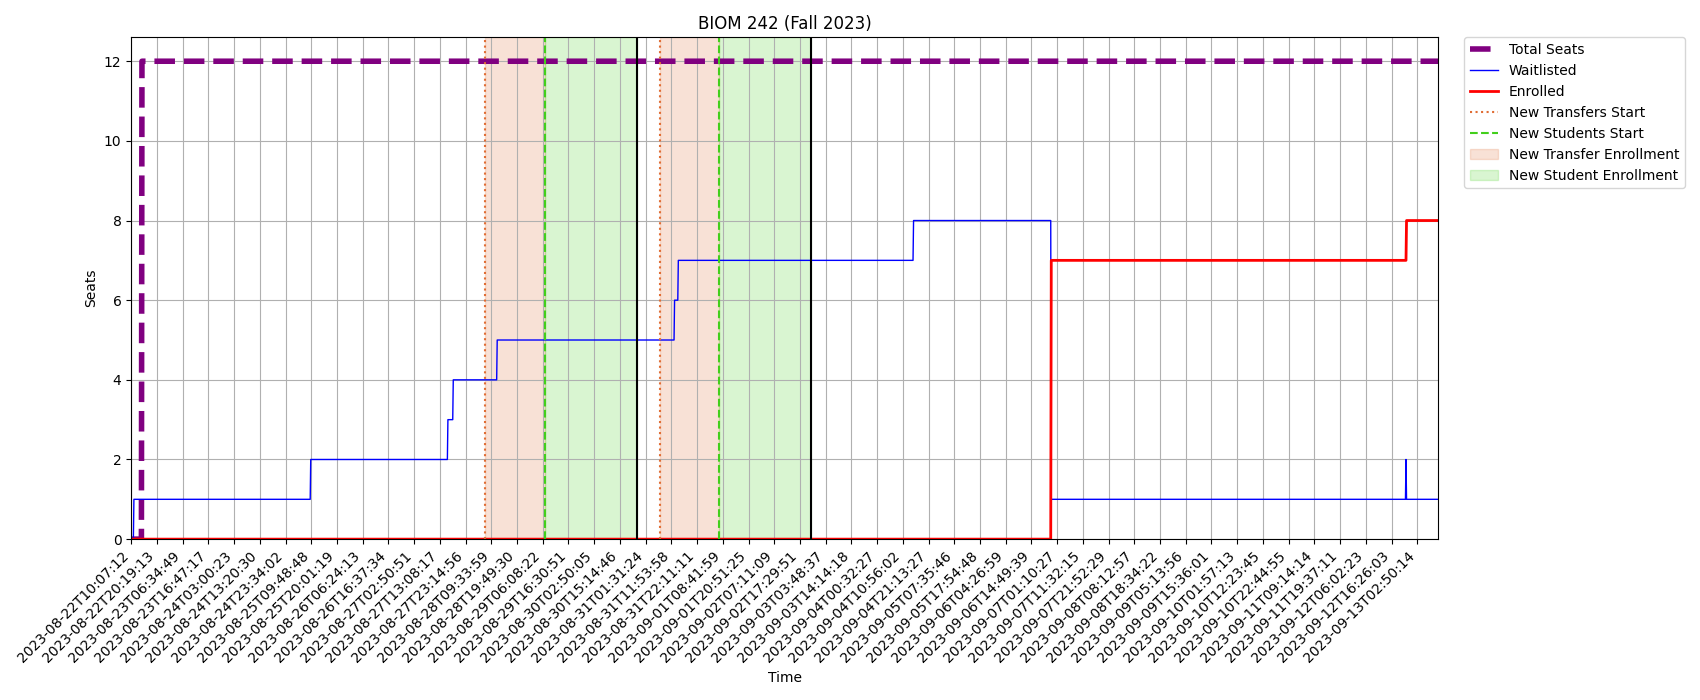 BIOM 242 (Fall 2023)
Total Seats
Waitlisted
Enrolled
New Transfers Start
New Students Start
New Transfer Enrollment
New Student Enrollment
Seats
12
10
8
6
4
2
0
2023-08-22T10:07:12
2023-08-22T20:19:13
2023-08-23T06:34:49
2023-08-23T16:47:17
2023-08-24T03:00:23
2023-08-24T13:20:30
2023-08-24T23:34:02
2023-08-25T09:48:48
2023-08-25T20:01:19
2023-08-26T06:24:13
2023-08-26T16:37:34
2023-08-27T02:50:51
2023-08-27T13:08:17
2023-08-27T23:14:56
2023-08-28T09:33:59
2023-08-28T19:49:30
2023-08-29T06:08:22
2023-08-29T16:30:51
2023-08-30T02:50:05
2023-08-30T15:14:46
2023-08-31T01:31:24
2023-08-31T11:53:58
2023-08-31T22:11:11
2023-09-01T08:41:59
2023-09-01T20:51:25
2023-09-02T07:11:09
2023-09-02T17:29:51
2023-09-03T03:48:37
2023-09-03T14:14:18
2023-09-04T00:32:27
2023-09-04T10:56:02
2023-09-04T21:13:27
2023-09-05T07:35:46
2023-09-05T17:54:48
2023-09-06T04:26:59
2023-09-06T14:49:39
2023-09-07T01:10:27
2023-09-07T11:32:15
2023-09-07T21:52:29
2023-09-08T08:12:57
2023-09-08T18:34:22
2023-09-09T05:13:56
2023-09-09T15:36:01
2023-09-10T01:57:13
2023-09-10T12:23:45
2023-09-10T22:44:55
2023-09-11T09:14:14
2023-09-11T19:37:11
2023-09-12T06:02:23
2023-09-12T16:26:03
2023-09-13T02:50:14
Time